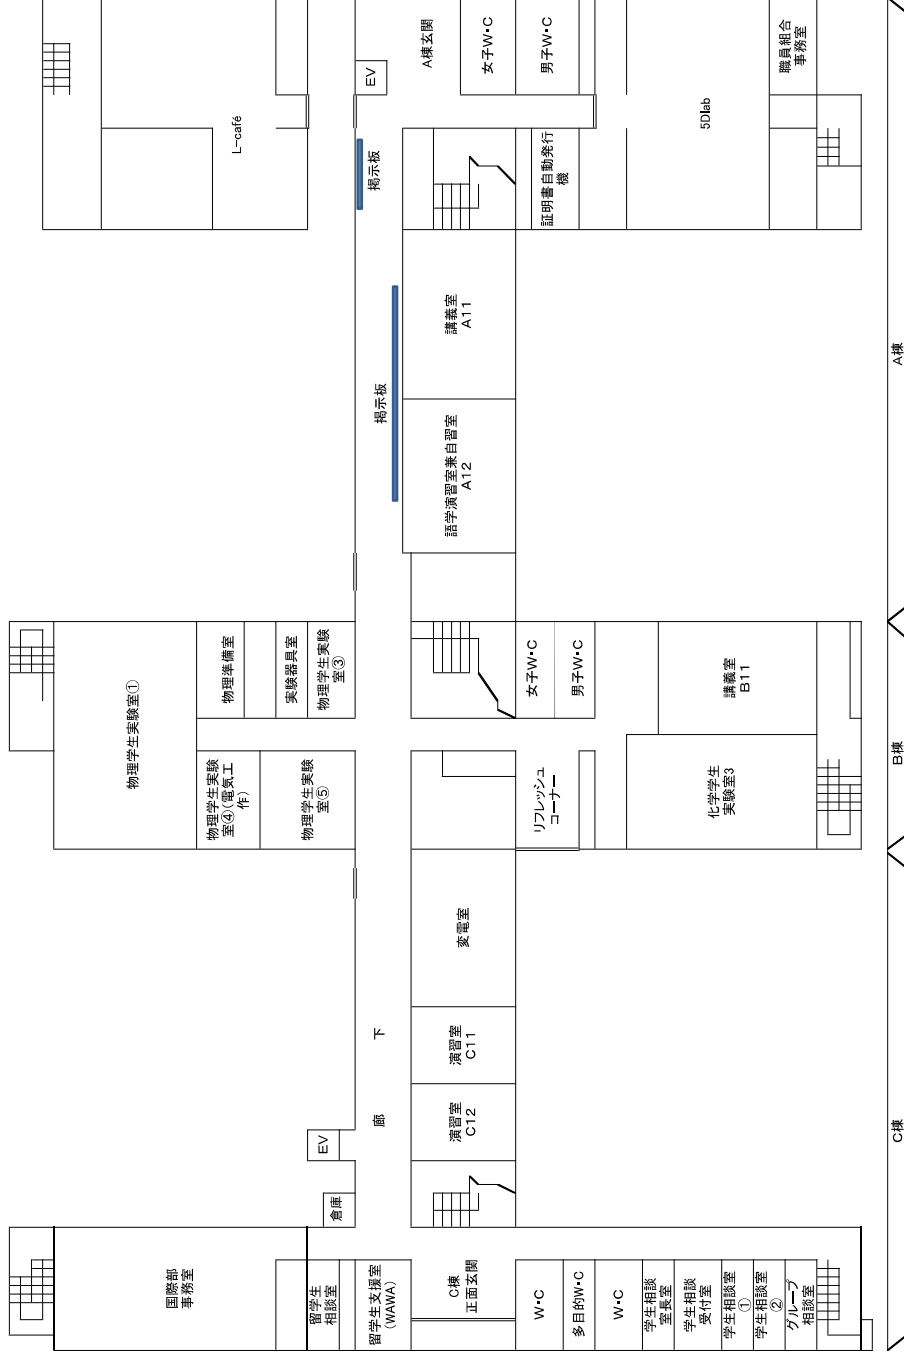 A棟玄関
女子W・C
男子W・C
職員組合
事務室
EV
L-café
5Dlab
掲示板
証明書自動発行
機
講義室
A11
掲示板
語学演習室兼自習室
A12
A棟
物理準備室
実験器具室
物理学生実験
室③
女子W・C
男子W・C
講義室
B11
物理学生実験室①
物理学生実験
室④(電気工
作)
物理学生実験
室⑤
リフレッシュ
コーナー
化学学生
実験室3
B棟
変電室
演習室
C11
廊 下
演習室
C12
EV
倉庫
C棟
国際部
事務室
留学生
相談室
留学生支援室
(WAWA)
C棟
正面玄関
W・C
多目的W・C
W・C
学生相談
室長室
学生相談
受付室
学生相談室
①
学生相談室
②
グループ
相談室